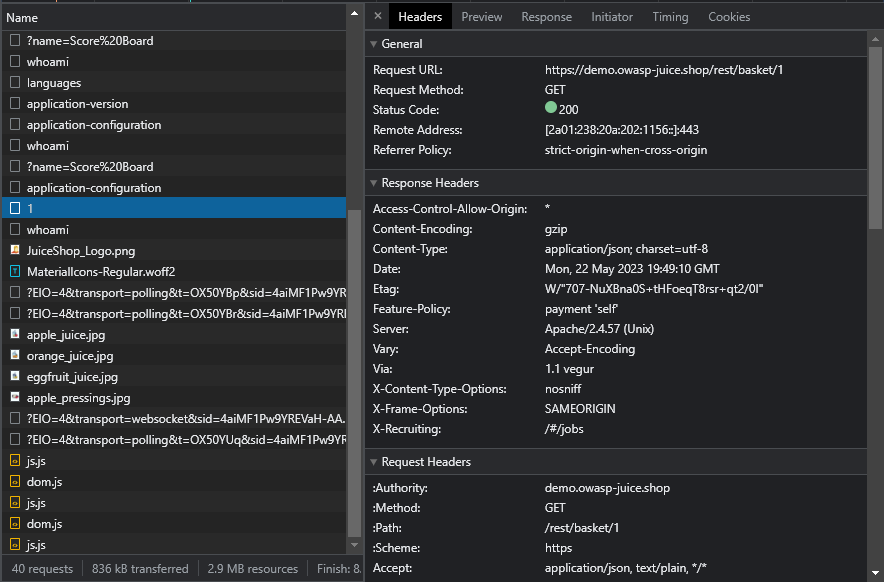 Name
?name=Score%20Board
whoami
languages
application-version
application-configuration
whoami
?name=Score%20Board
application-configuration
1
whoami
JuiceShop_Logo.png
MaterialIcons-Regular.woff2
?EIO=4&transport=polling&t=OX50YBp&sid=4aiMF1Pw9YRE
?EIO=4&transport=polling&t=OX50YBr&sid=4aiMF1Pw9YRE
apple_juice.jpg
orange_juice.jpg
eggfruit_juice.jpg
apple_pressings.jpg
?EIO=4&transport=websocket&sid=4aiMF1Pw9YREVaH-AA.
?EIO=4&transport=polling&t=OX50YUq&sid=4aiMF1Pw9YRE
js.js
dom.js
js.js
dom.js
js.js
40 requests 836 kB transferred 2.9 MB resources Finish: 8.
× Headers Preview Response Initiator Timing Cookies
General
Request URL: https://demo.owasp-juice.shop/rest/basket/1
Request Method: GET
Status Code: 200
Remote Address: [2a01:238:20a:202:1156::]:443
Referrer Policy: strict-origin-when-cross-origin
Response Headers
Access-Control-Allow-Origin: *
Content-Encoding: gzip
Content-Type: application/json; charset=utf-8
Date: Mon, 22 May 2023 19:49:10 GMT
Etag: W/"707-NuXBna0S+tHFoeqT8rsr+qt2/0I"
Feature-Policy: payment 'self'
Server: Apache/2.4.57 (Unix)
Vary: Accept-Encoding
Via: 1.1 vegur
X-Content-Type-Options: nosniff
X-Frame-Options: SAMEORIGIN
X-Recruiting: /#/jobs
Request Headers
:Authority: demo.owasp-juice.shop
:Method: GET
:Path: /rest/basket/1
:Scheme: https
Accept: application/json, text/plain, */*